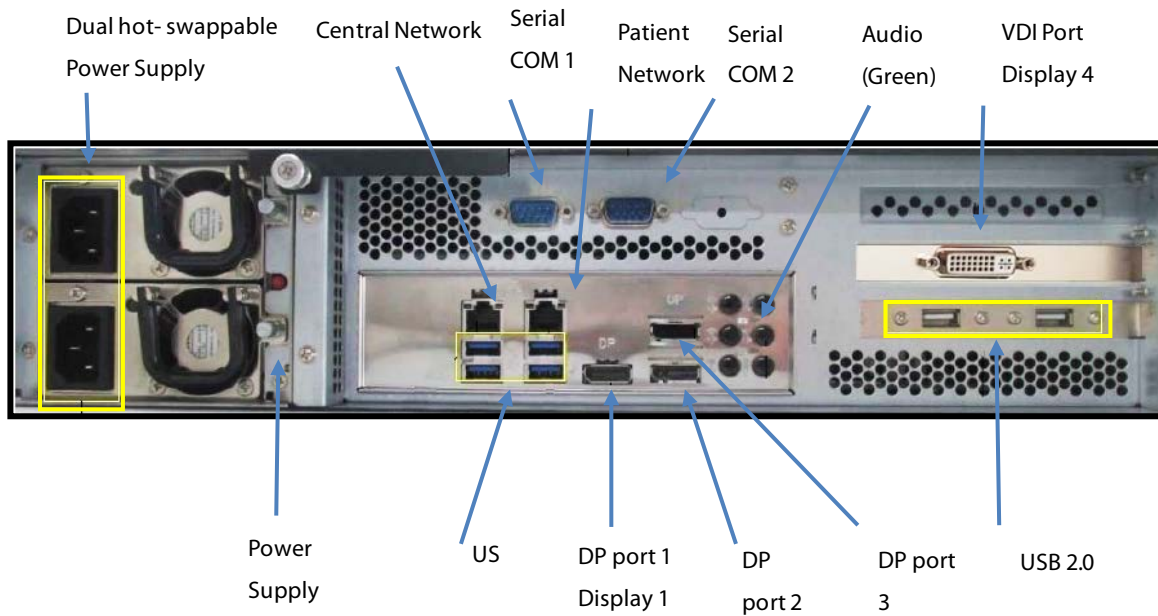 Dual hot- swappable
Power Supply
Central Network
Serial
COM 1
Patient
Network
Serial
COM 2
Audio
(Green)
VDI Port
Display 4
DP
DP
Power
Supply
US
DP port 1
Display 1
DP
port 2
DP port
3
USB 2.0